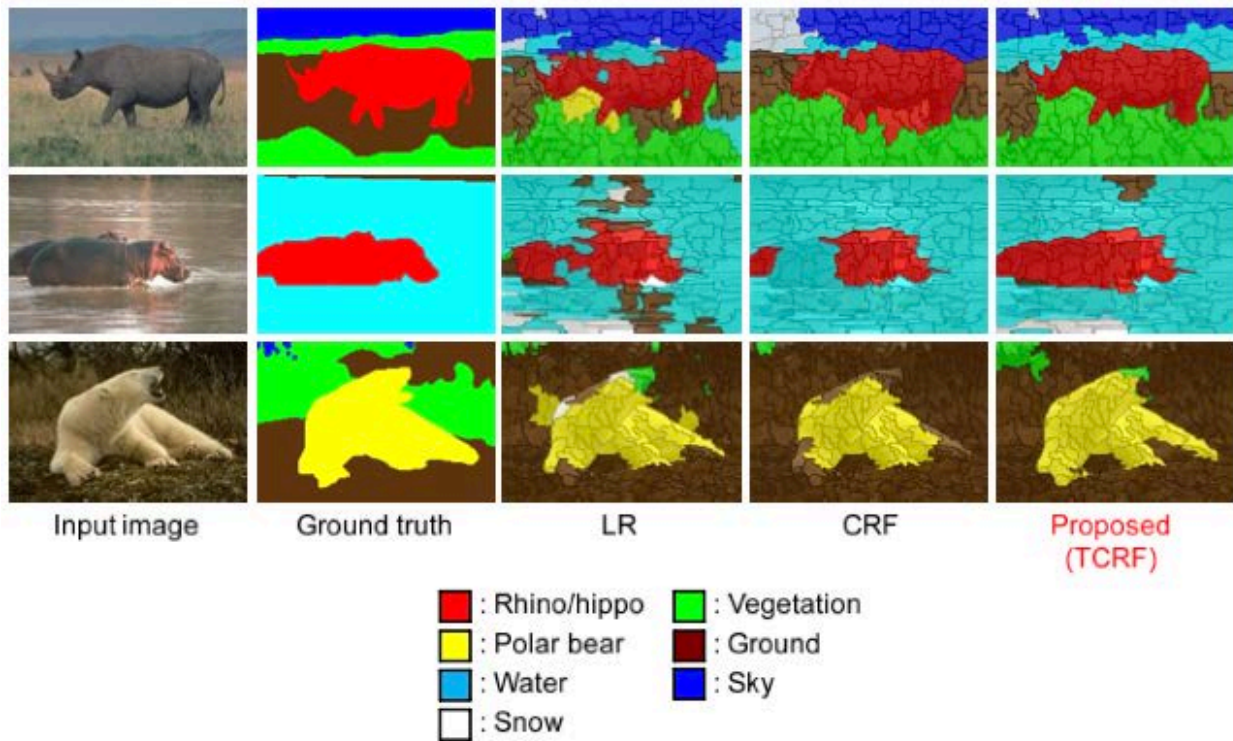 Input image
Ground truth
LR
CRF
Proposed
(TCRF)
: Rhino/hippo
: Vegetation
: Polar bear
: Ground
: Water
: Sky
: Snow